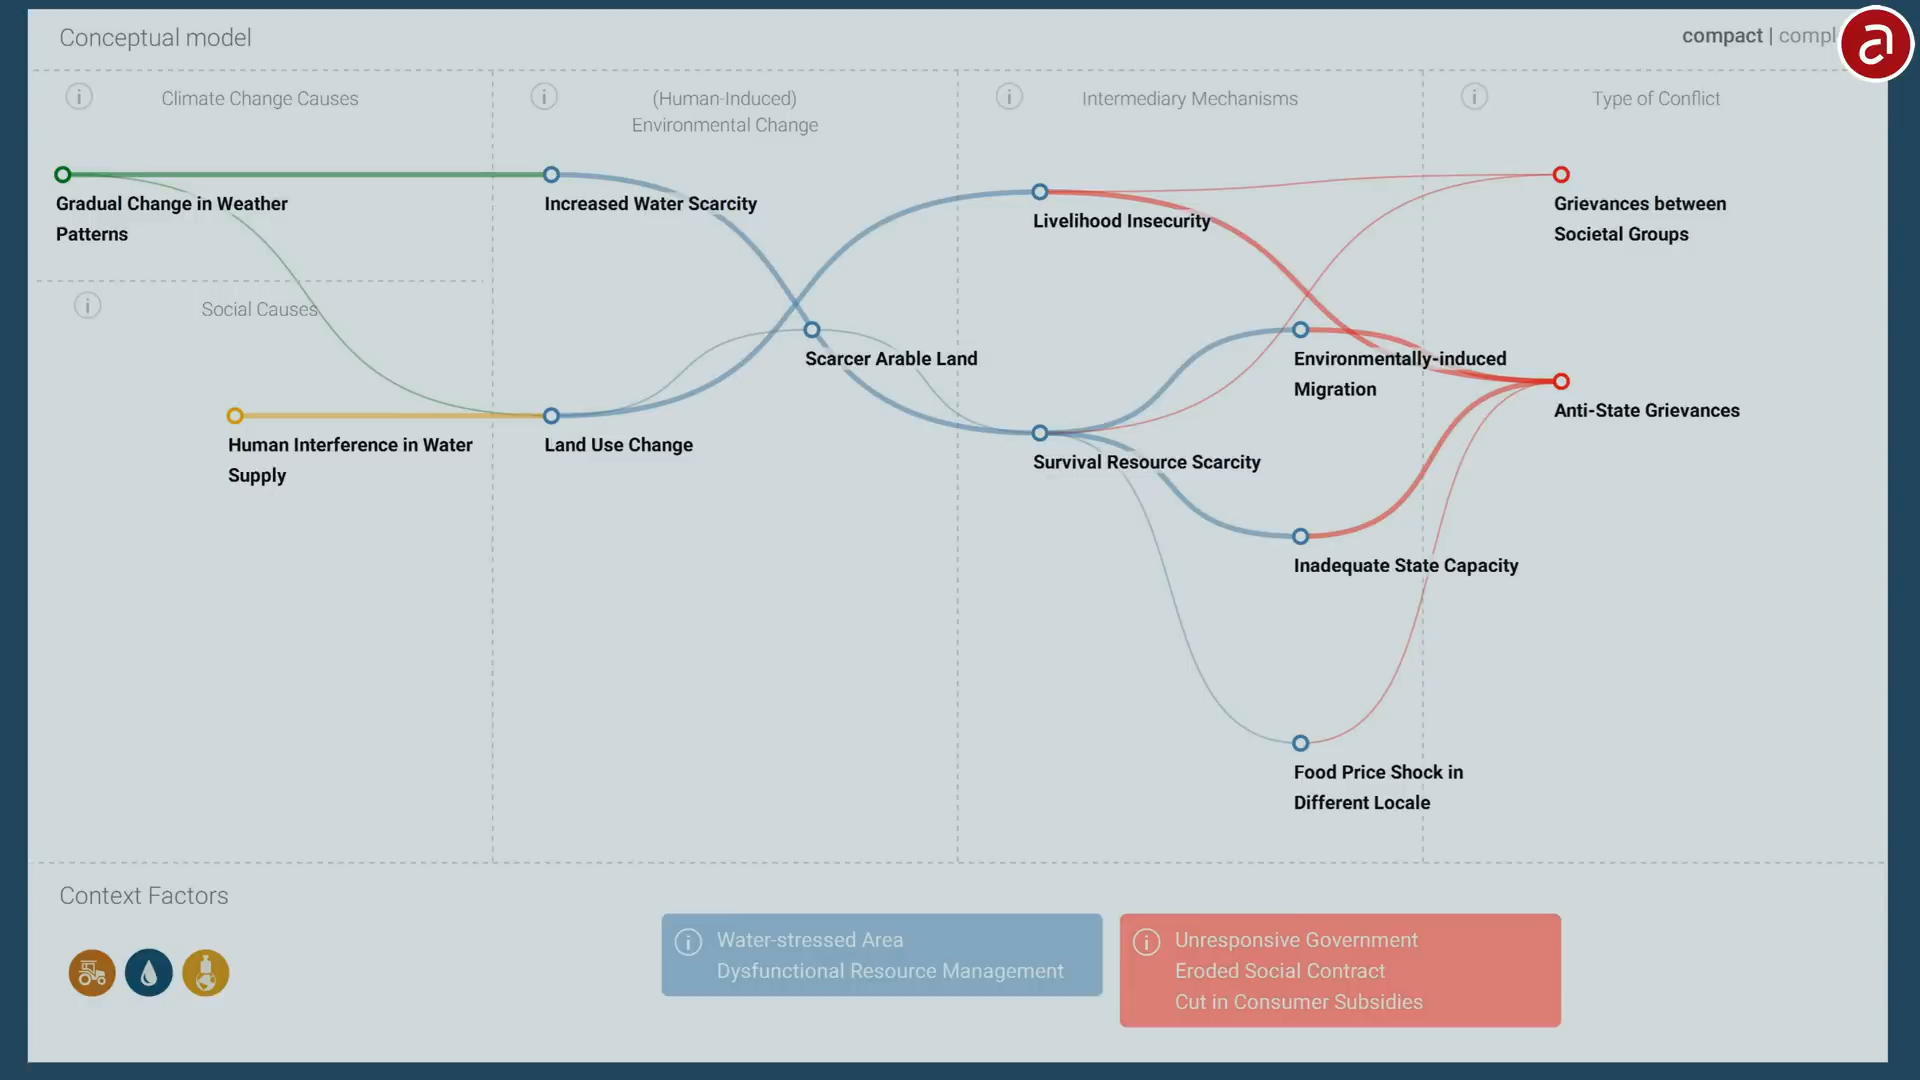 Conceptual model
compact | compl
Climate Change Causes
(Human-Induced)
Environmental Change
Intermediary Mechanisms
Type of Conflict
Gradual Change in Weather
Patterns
Increased Water Scarcity
Livelihood Insecurity
Grievances between
Societal Groups
Social Causes
Scarcer Arable Land
Environmentally-induced
Migration
Anti-State Grievances
Human Interference in Water
Supply
Land Use Change
Survival Resource Scarcity
Inadequate State Capacity
Food Price Shock in
Different Locale
Context Factors
Water-stressed Area
Dysfunctional Resource Management
Unresponsive Government
Eroded Social Contract
Cut in Consumer Subsidies